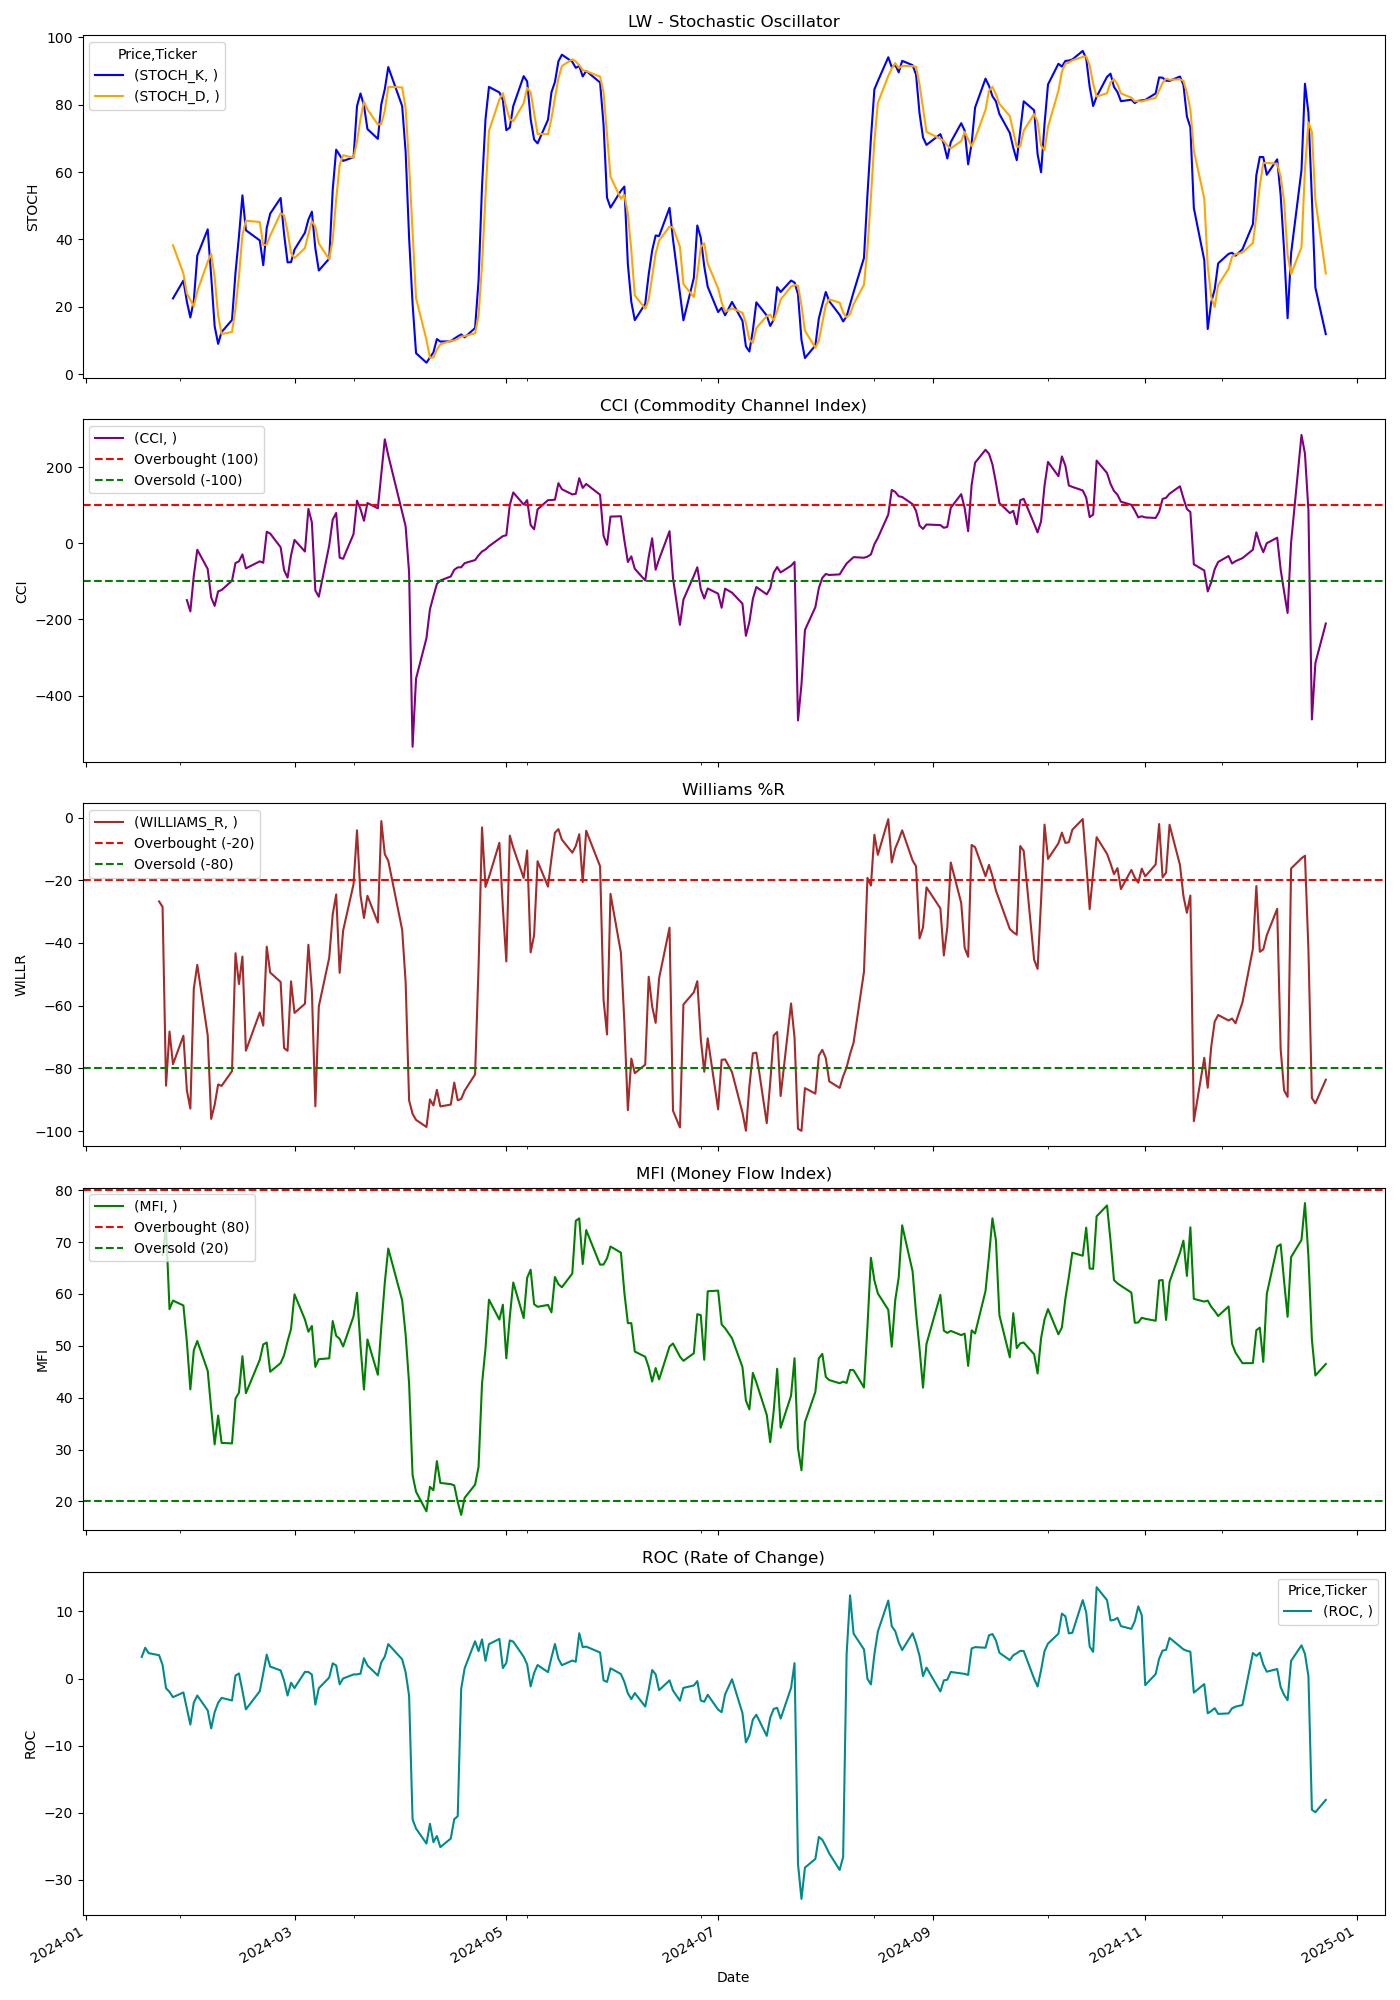 LW - Stochastic Oscillator
100
80
60
40
20
0
STOCH
Price,Ticker
(STOCH_K, )
(STOCH_D, )
CCI (Commodity Channel Index)
200
0
−200
−400
CCI
(CCI, )
Overbought (100)
Oversold (-100)
Williams %R
0
−20
−40
−60
−80
−100
WILLR
(WILLIAMS_R, )
Overbought (-20)
Oversold (-80)
MFI (Money Flow Index)
80
70
60
50
40
30
20
MFI
(MFI, )
Overbought (80)
Oversold (20)
ROC (Rate of Change)
10
0
−10
−20
−30
ROC
Price,Ticker
(ROC, )
2024-01
2024-03
2024-05
2024-07
2024-09
2024-11
2025-01
Date